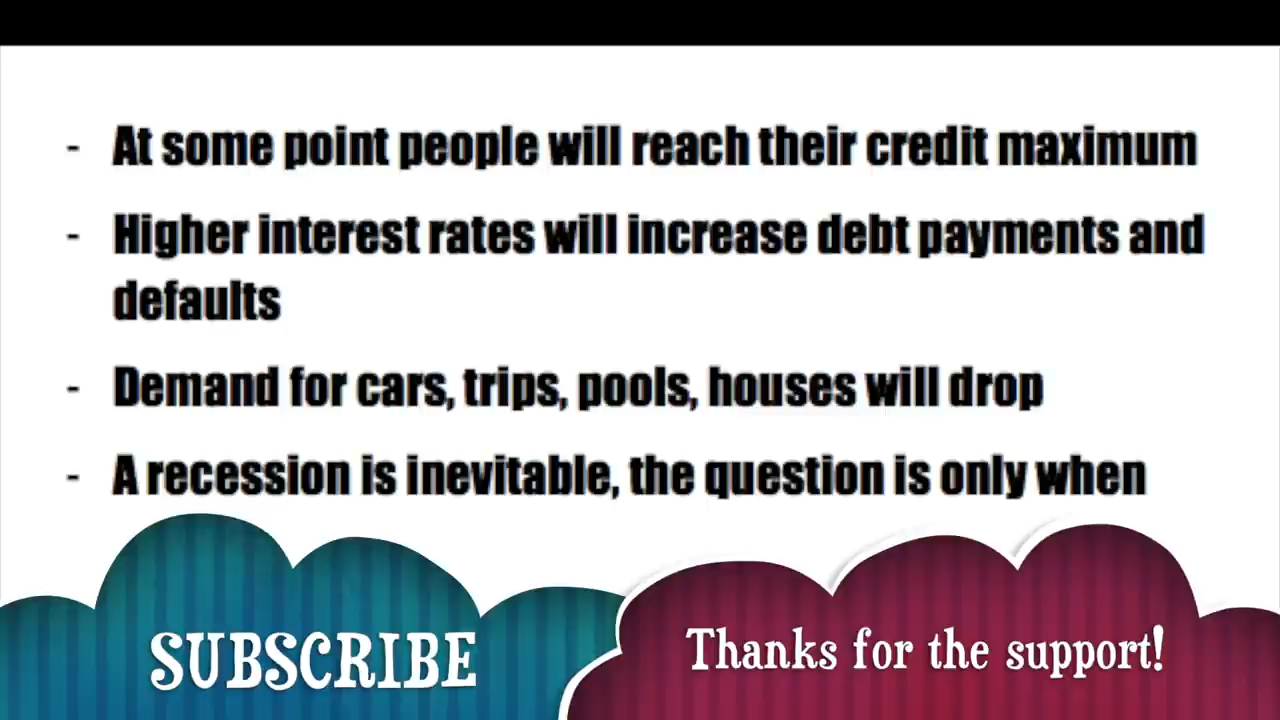 - At some point people will reach their credit maximum
- Higher interest rates will increase debt payments and
defaults
- Demand for cars, trips, pools, houses will drop
- A recession is inevitable, the question is only when
SUBSCRIBE
Thanks for the support!